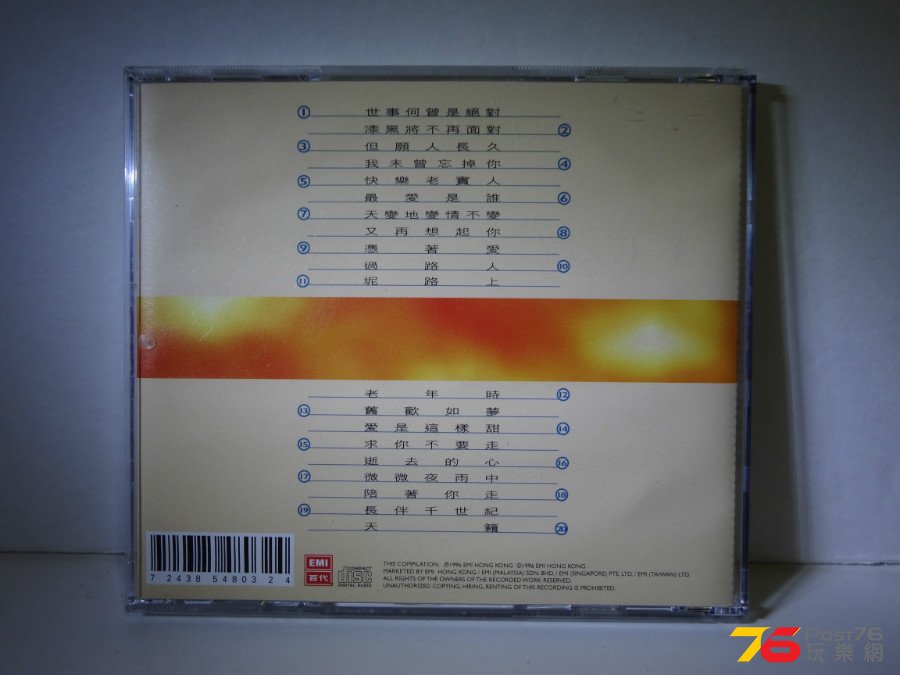 ① 世事何曾是絕對
漆黑將不再面對 ②
③ 但願人長久
我未曾忘掉你 ④
⑤ 快樂老實人
最愛是誰 ⑥
⑦ 天變地變情不變
又再想起你 ⑧
⑨ 憑著愛
過路人 ⑩
⑪ 坭路上
老年時 ⑫
⑬ 舊歡如夢
愛是這樣甜 ⑭
⑮ 求你不要走
逝去的心 ⑯
⑰ 微微夜雨中
陪著你走 ⑱
⑲ 長伴千世紀
天籟 ⑳
7 24385 48032 4
EMI
百代
COMPACT
disc
DIGITAL AUDIO
THIS COMPILATION: ℗1996 EMI HONG KONG ©1996 EMI HONG KONG
MARKETED BY EMI HONG KONG / EMI (MALAYSIA) SDN. BHD. / EMI (SINGAPORE) PTE. LTD. / EMI (TAIWAN) LTD.
ALL RIGHTS OF THE OWNERS OF THE RECORDED WORK RESERVED.
UNAUTHORIZED COPYING, HIRING, RENTING OF THIS RECORDING IS PROHIBITED.
76 Post76
玩樂網